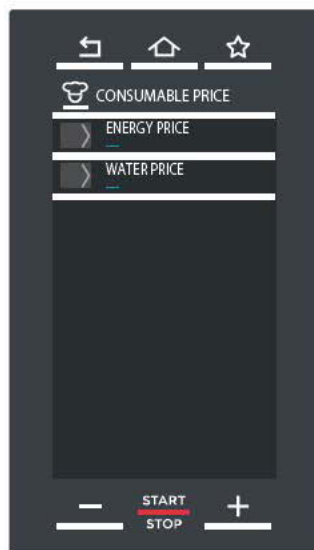 CONSUMABLE PRICE
ENERGY PRICE
WATER PRICE
START
STOP